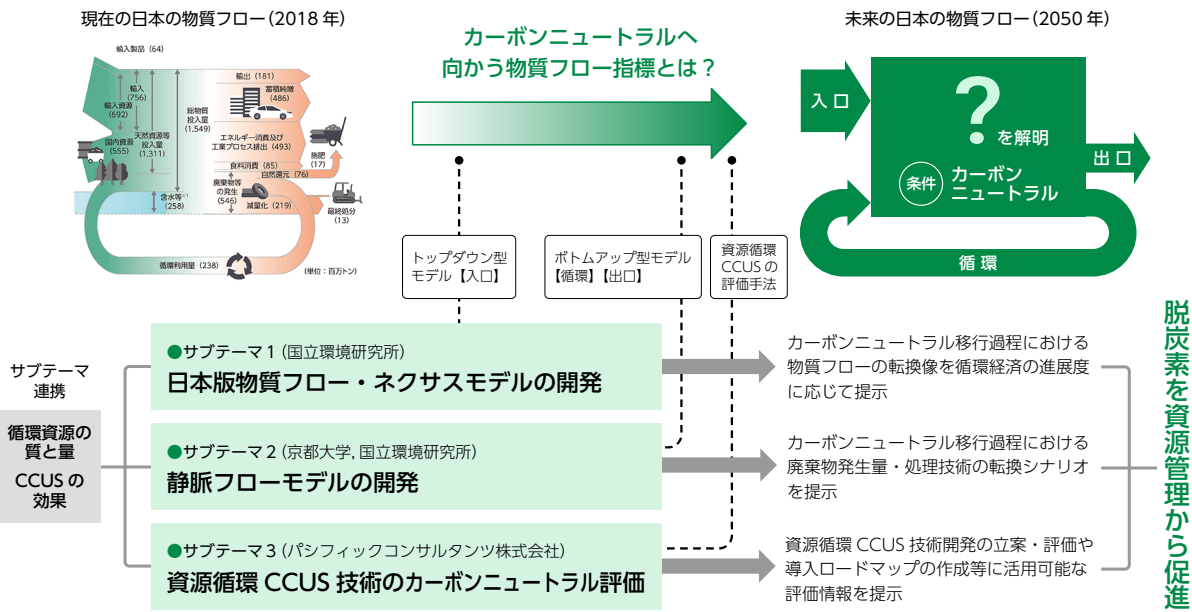 現在の日本の物質フロー（2018 年）
輸入製品（64）
輸入
（756）
輸入資源
（692）
国内資源
（555）
天然資源等
投入量
（1,311）
総物質
投入量
（1,549）
含水等※1
（258）
輸出（181）
蓄積純増
（486）
エネルギー消費及び
工業プロセス排出（493）
食料消費（85）
自然還元（76）
施肥
（17）
廃棄物等
の発生
（546）
減量化（219）
最終処分
（13）
循環利用量（238）
（単位：百万トン）
カーボンニュートラルへ
向かう物質フロー指標とは？
未来の日本の物質フロー（2050 年）
入 口
?
を解明
条件
カーボン
ニュートラル
出 口
循 環
トップダウン型
モデル【入口】
ボトムアップ型モデル
【循環】【出口】
資源循環
CCUS の
評価手法
サブテーマ
連携
循環資源の
質と量
CCUS の
効果
●サブテーマ１（国立環境研究所）
日本版物質フロー・ネクサスモデルの開発
カーボンニュートラル移行過程における
物質フローの転換像を循環経済の進展度
に応じて提示
●サブテーマ２（京都大学, 国立環境研究所）
静脈フローモデルの開発
カーボンニュートラル移行過程における
廃棄物発生量・処理技術の転換シナリオ
を提示
●サブテーマ３（パシフィックコンサルタンツ株式会社）
資源循環 CCUS 技術のカーボンニュートラル評価
資源循環 CCUS 技術開発の立案・評価や
導入ロードマップの作成等に活用可能な
評価情報を提示
脱炭素を資源管理から促進